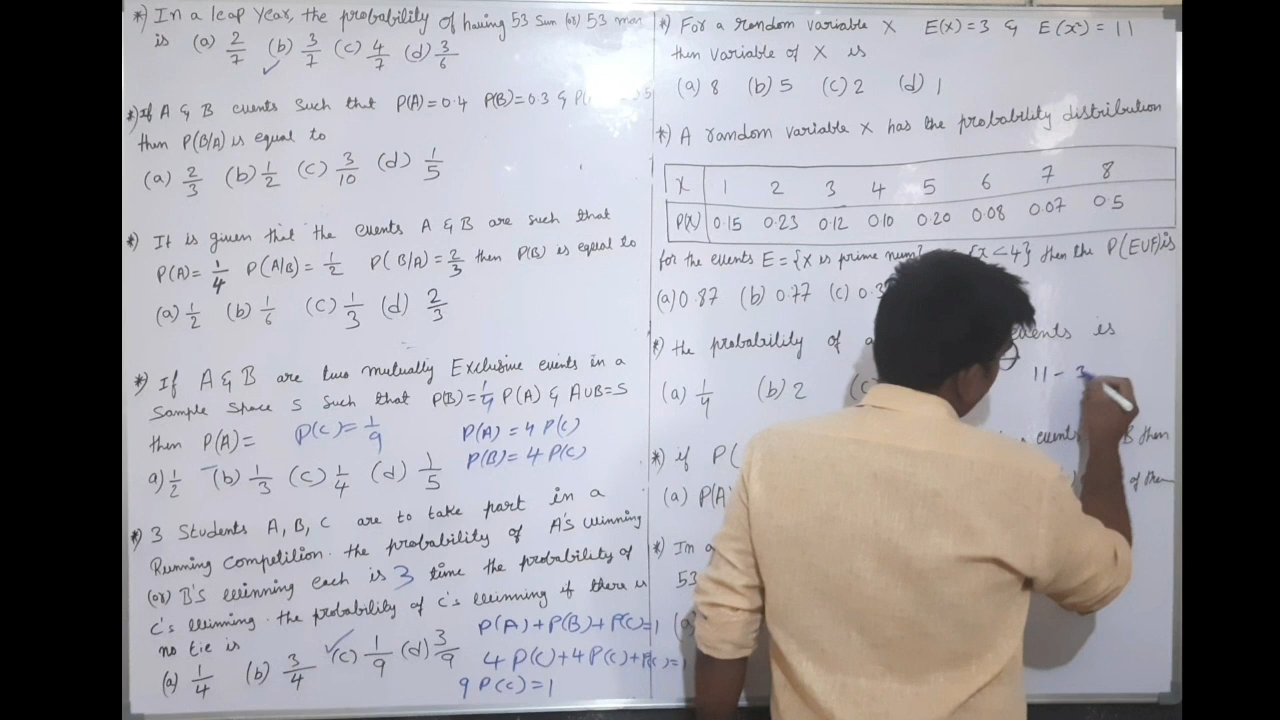 *) In a leap year, the probability of having 53 Sun (or) 53 mon
is (a) 2/7 (b) 3/7 (c) 4/7 (d) 3/6
*) If A & B events such that P(A)=0.4 P(B)=0.3 & P(
then P(B/A) is equal to
(a) 2/3 (b) 1/2 (c) 3/10 (d) 1/5
*) It is given that the events A & B are such that
P(A)= 1/4 P(A/B)= 1/2 P(B/A)= 2/3 then P(B) is equal to
(a) 1/2 (b) 1/6 (c) 1/3 (d) 2/3
*) If A & B are two mutually Exclusive events in a
Sample space S such that P(B)= P(A) & A∪B=S
then P(A)= P(C)= 1/9 P(A) = 4 P(C)
P(B) = 4 P(C)
a) 1/2 (b) 1/3 (c) 1/4 (d) 1/5
*) 3 Students A, B, C are to take part in a
Running Competition. the probability of A's winning
(or) B's winning each is 3 time the probability of
C's winning. the probability of C's winning if there is
no tie is P(A)+P(B)+P(C)=1
(a) 1/4 (b) 3/4 (c) 1/9 (d) 3/9 4P(C)+4P(C)+P(C)=1
9 P(C) = 1
*) For a random variable X E(X)=3 & E(x²)=11
then variable of X is
(a) 8 (b) 5 (c) 2 (d) 1
*) A random variable X has the probability distribution
X 1 2 3 4 5 6 7 8
P(X) 0.15 0.23 0.12 0.10 0.20 0.08 0.07 0.5
for the events E = {X is prime num {x<4} then the P(E∪F) is
(a) 0.87 (b) 0.77 (c) 0.3
*) the probability of events is
11 -
(a) 1/4 (b) 2 (c)
*) if P( events B then
(a) P(A) of them
*) In a
53
(a)